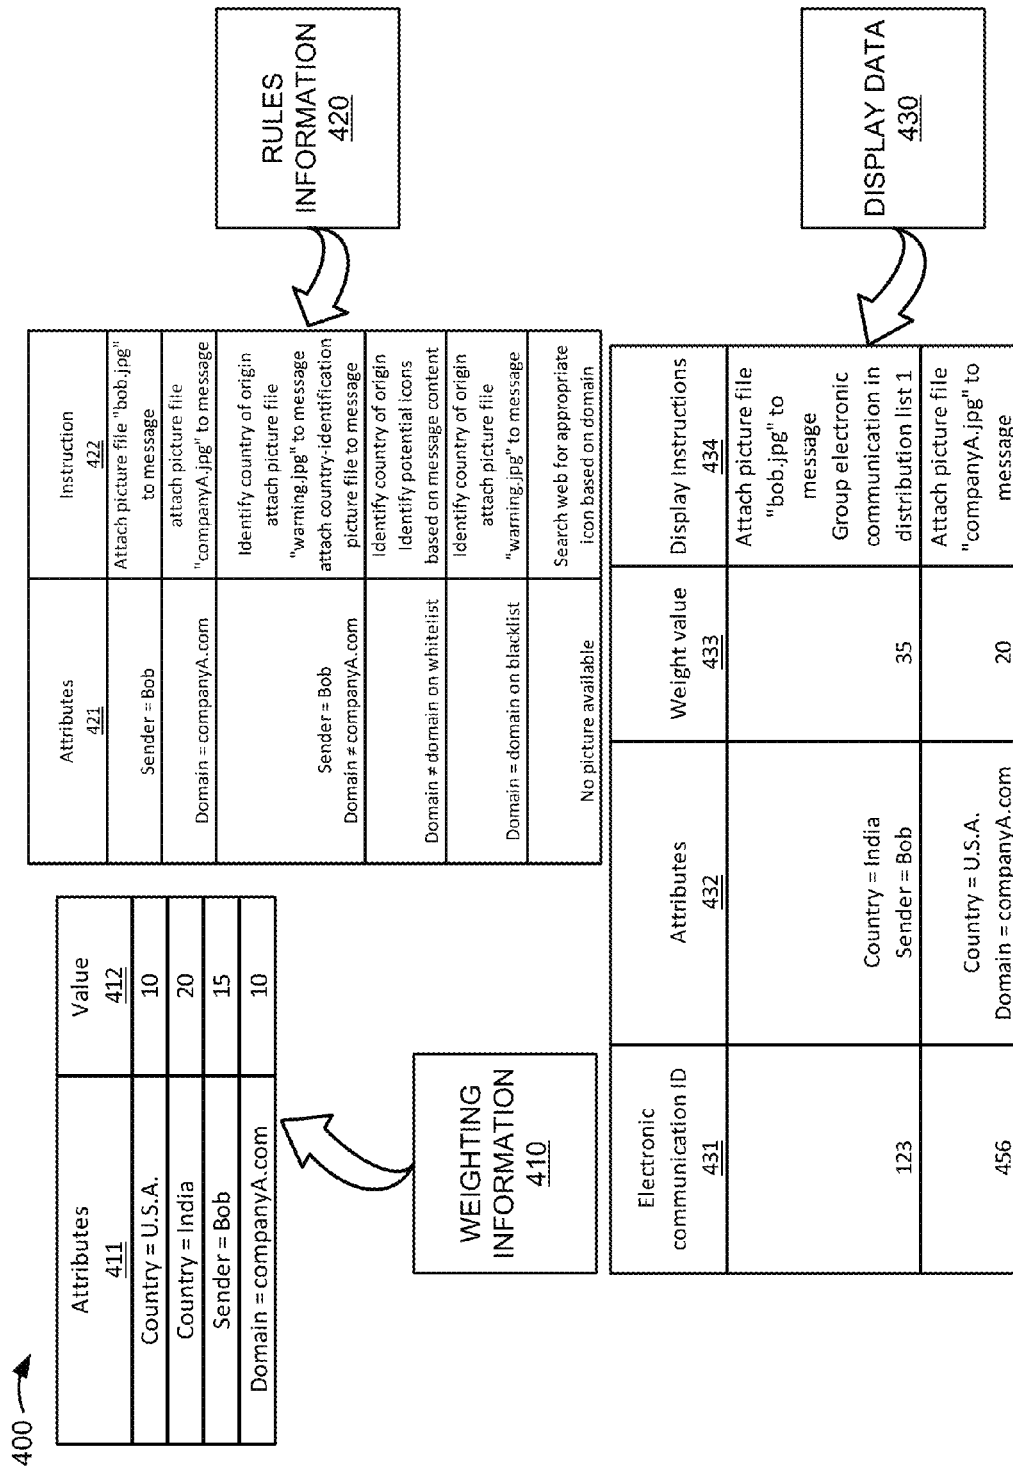 400
Attributes
411
Value
412
Country = U.S.A.
10
Country = India
20
Sender = Bob
15
Domain = companyA.com
10
WEIGHTING
INFORMATION
410
Attributes
421
Instruction
422
Sender = Bob
Attach picture file "bob.jpg"
to message
Domain = companyA.com
attach picture file
"companyA.jpg" to message
Sender = Bob
Domain ≠ companyA.com
Identify country of origin
attach picture file
"warning.jpg" to message
attach country-identification
picture file to message
Domain ≠ domain on whitelist
Identify country of origin
Identify potential icons
based on message content
Domain = domain on blacklist
Identify country of origin
attach picture file
"warning.jpg" to message
No picture available
Search web for appropriate
icon based on domain
RULES
INFORMATION
420
Electronic
communication ID
431
Attributes
432
Weight value
433
Display Instructions
434
123
Country = India
Sender = Bob
35
Attach picture file
"bob.jpg" to
message
Group electronic
communication in
distribution list 1
456
Country = U.S.A.
Domain = companyA.com
20
Attach picture file
"companyA.jpg" to
message
DISPLAY DATA
430